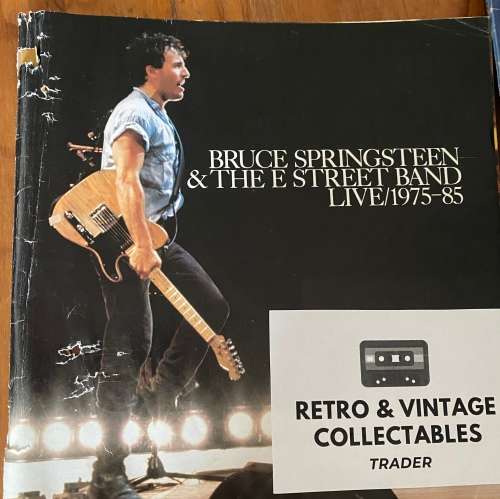 BRUCE SPRINGSTEEN
& THE E STREET BAND
LIVE/1975–85
RETRO & VINTAGE
COLLECTABLES
TRADER